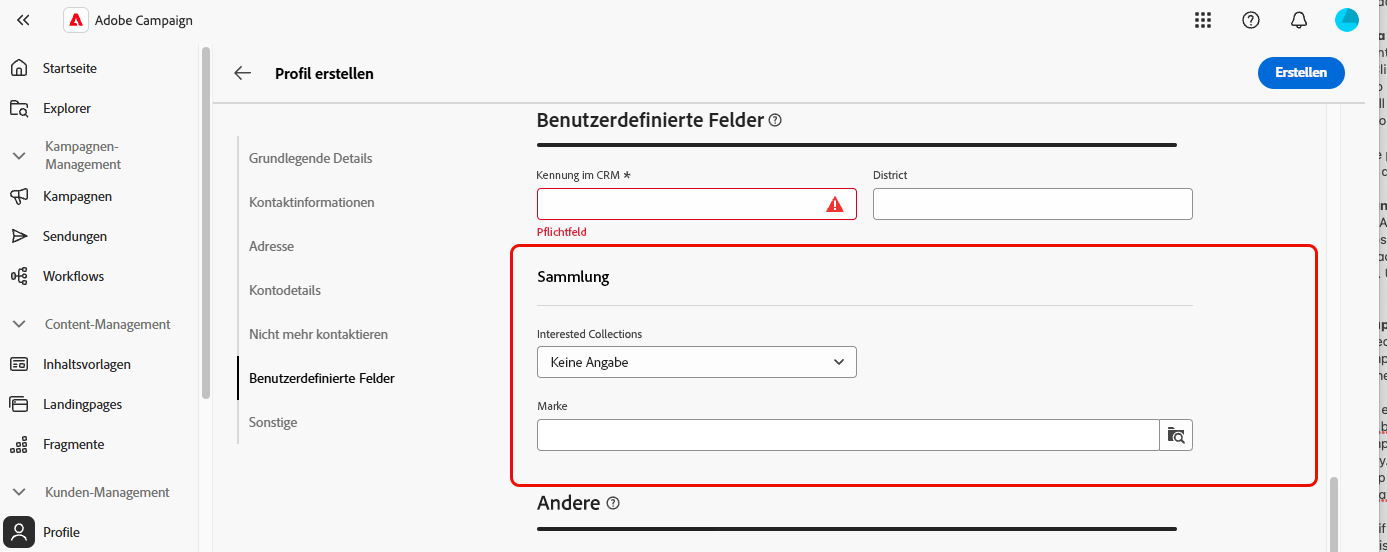 Adobe Campaign
Startseite
Explorer
Kampagnen-
Management
Kampagnen
Sendungen
Workflows
Content-Management
Inhaltsvorlagen
Landingpages
Fragmente
Kunden-Management
Profile
Profil erstellen
Erstellen
Grundlegende Details
Kontaktinformationen
Adresse
Kontodetails
Nicht mehr kontaktieren
Benutzerdefinierte Felder
Sonstige
Benutzerdefinierte Felder
Kennung im CRM *
District
Pflichtfeld
Sammlung
Interested Collections
Keine Angabe
Marke
Andere